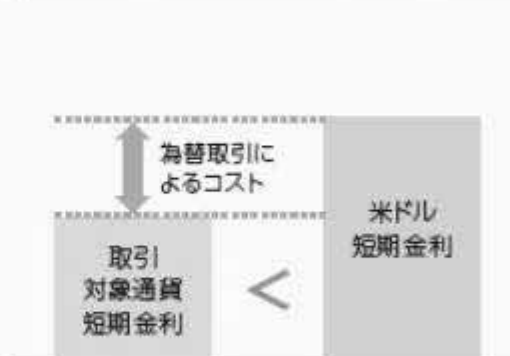 為替取引に
よるコスト
米ドル
短期金利
取引
対象通貨
短期金利
<